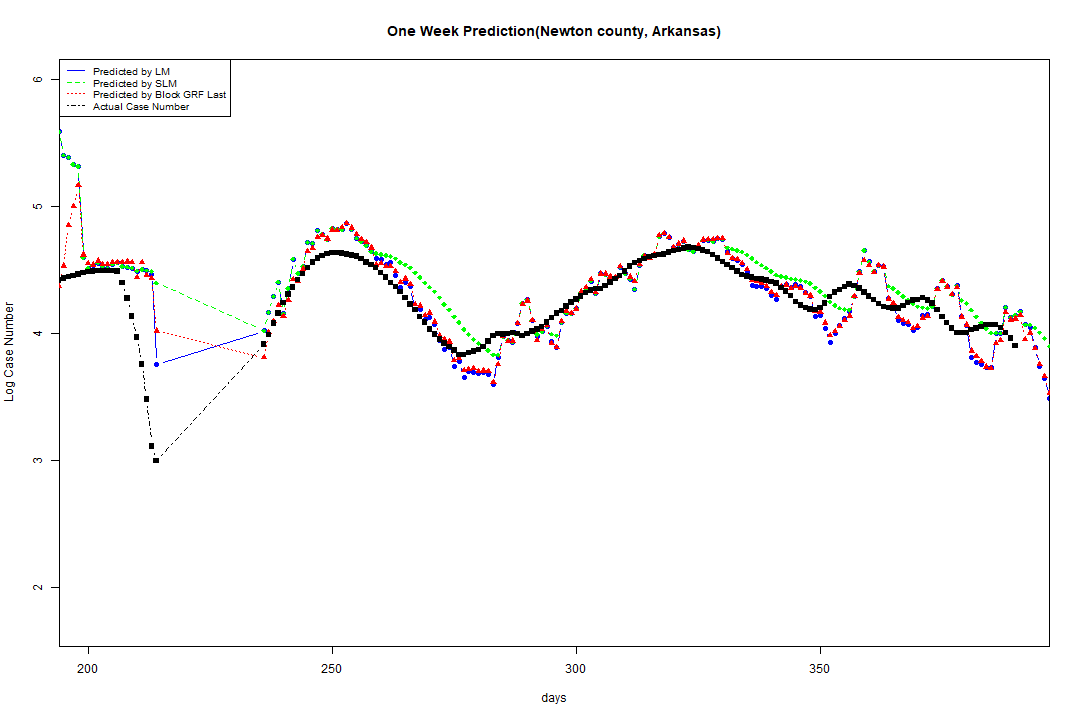 One Week Prediction(Newton county, Arkansas)
Predicted by LM
Predicted by SLM
Predicted by Block GRF Last
Actual Case Number
Log Case Number
6
5
4
3
2
200
250
300
350
days